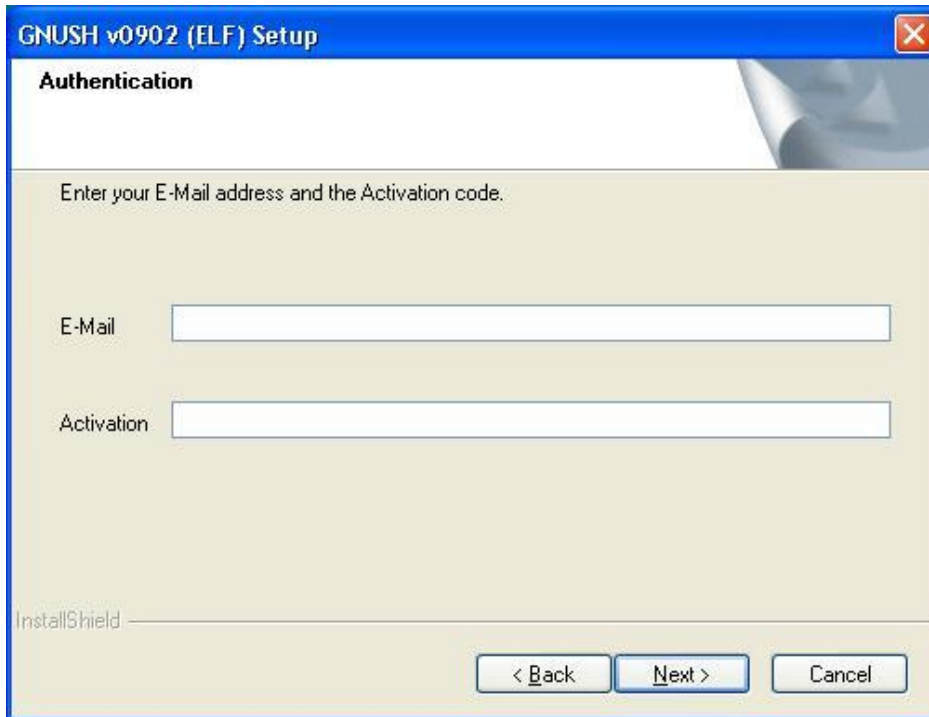 GNUSH v0902 (ELF) Setup
Authentication
Enter your E-Mail address and the Activation code.
E-Mail
Activation
InstallShield
< Back Next > Cancel